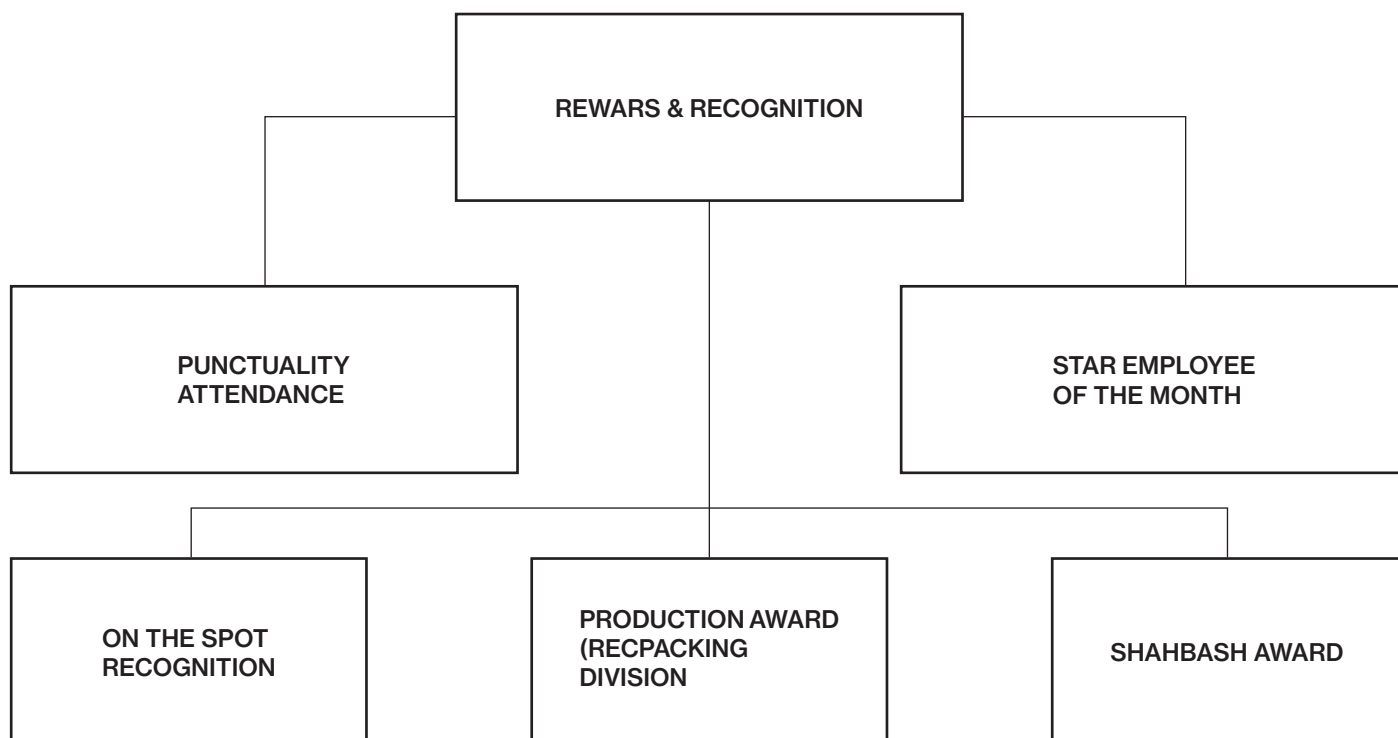 REWARS & RECOGNITION
PUNCTUALITY
ATTENDANCE
STAR EMPLOYEE
OF THE MONTH
ON THE SPOT
RECOGNITION
PRODUCTION AWARD
(RECPACKING
DIVISION
SHAHBASH AWARD